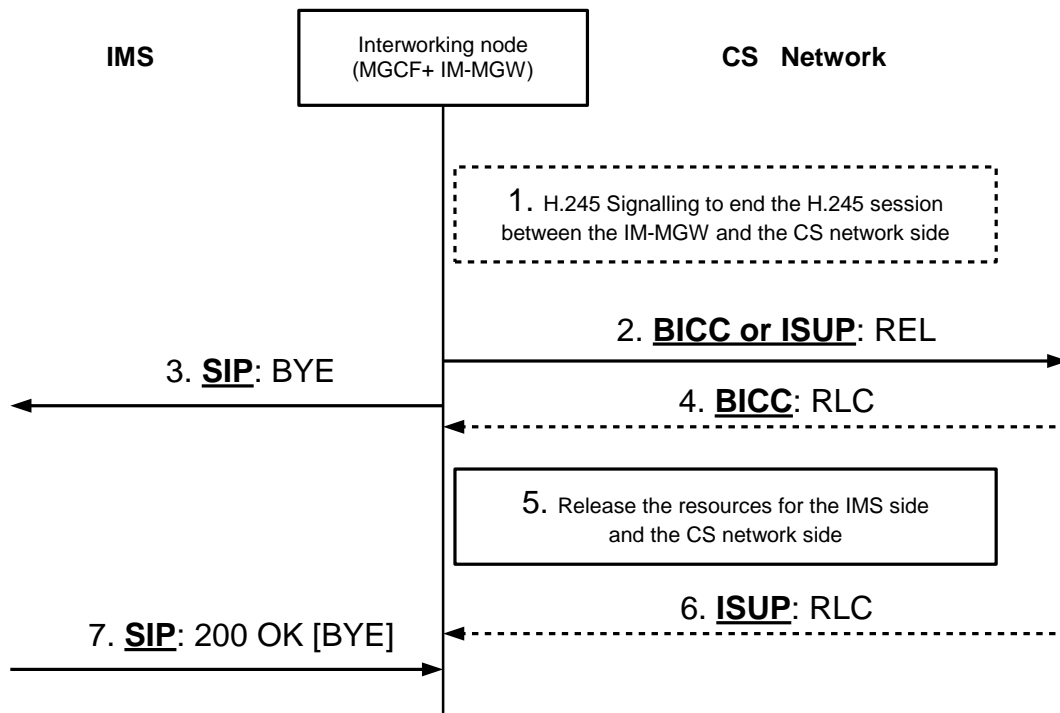 IMS
Interworking node
(MGCF+ IM-MGW)
CS Network
1. H.245 Signalling to end the H.245 session
between the IM-MGW and the CS network side
2. BICC or ISUP: REL
3. SIP: BYE
4. BICC: RLC
5. Release the resources for the IMS side
and the CS network side
6. ISUP: RLC
7. SIP: 200 OK [BYE]